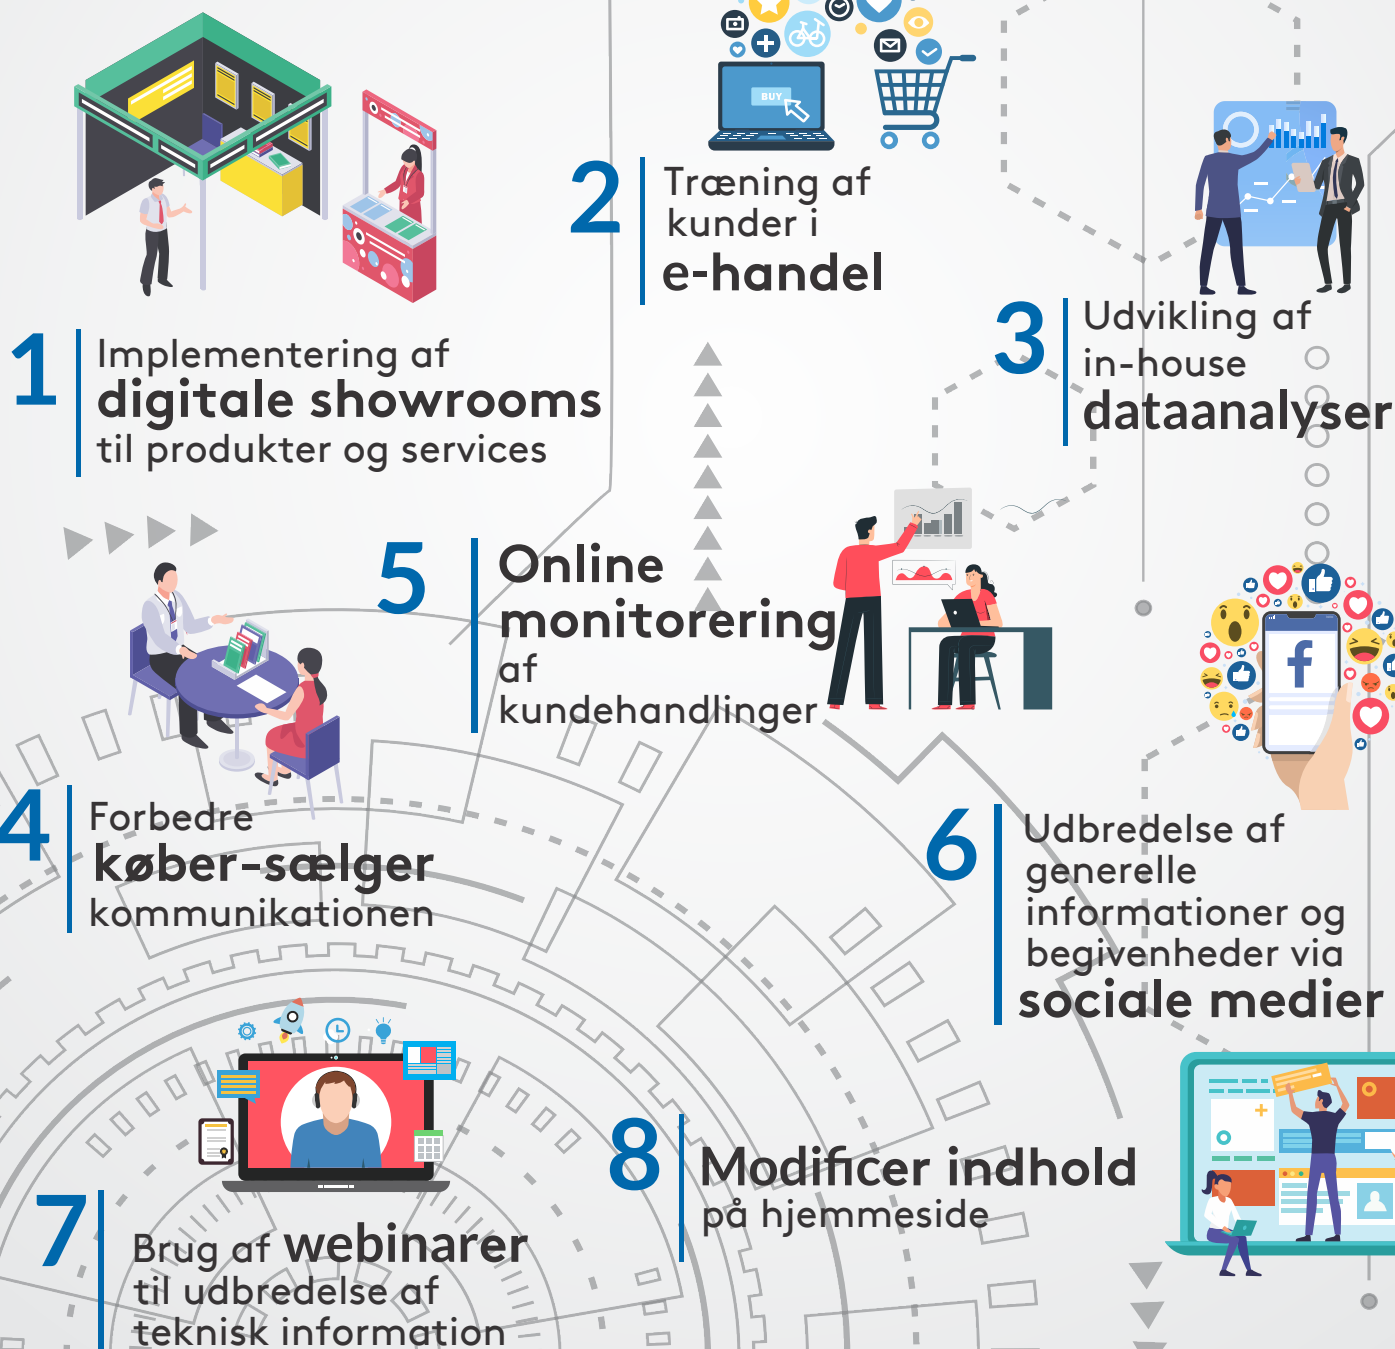 BUY
1
Implementering af
digitale showrooms
til produkter og services
2
Træning af
kunder i
e-handel
3
Udvikling af
in-house
dataanalyser
4
Forbedre
køber-sælger
kommunikationen
5
Online
monitorering
af
kundehandlinger
f
6
Udbredelse af
generelle
informationer og
begivenheder via
sociale medier
7
Brug af webinarer
til udbredelse af
teknisk information
8
Modificer indhold
på hjemmeside